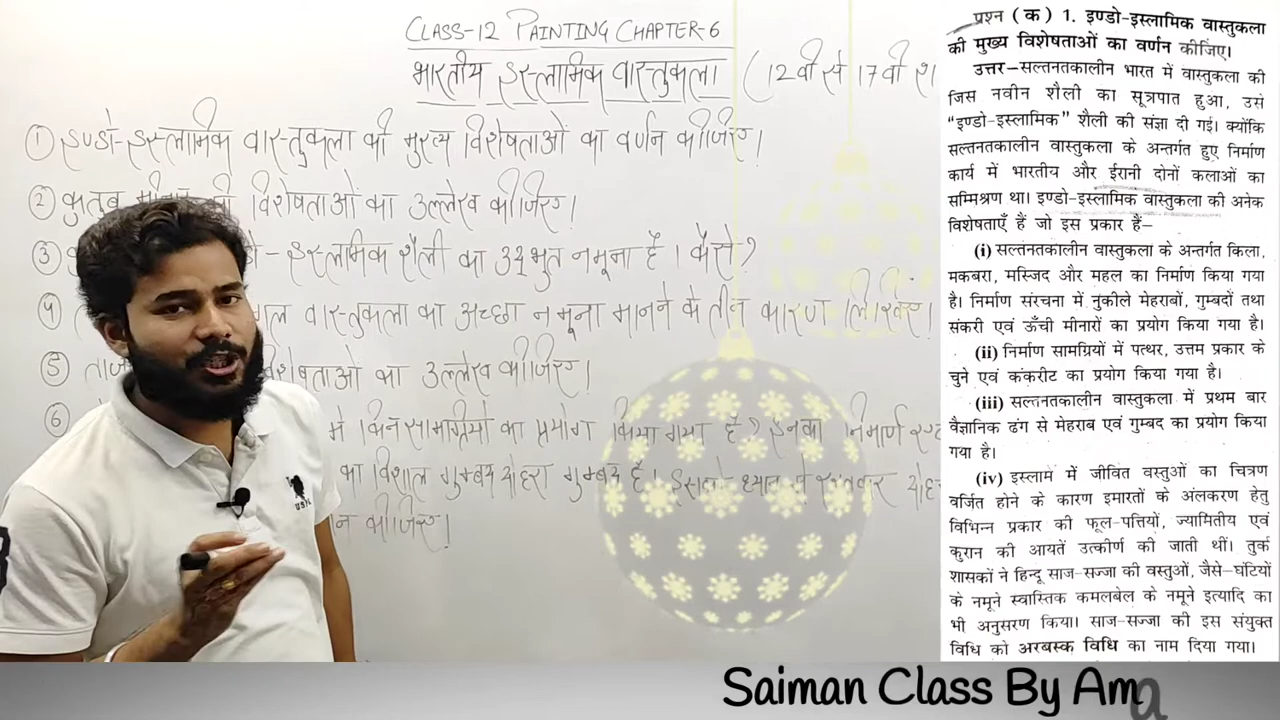 CLASS-12 PAINTING CHAPTER-6
भारतीय इस्लामिक वास्तुकला (12वी से 17वी श
① इण्डो-इस्लामिक वास्तुकला की मुख्य विशेषताओं का वर्णन कीजिए।
② कुतुब की विशेषताओं का उल्लेख कीजिए।
③ - इस्लामिक शैली का अद्भुत नमूना है। कैसे?
④ वास्तुकला का अच्छा नमूना मानने के तीन कारण लिखिए।
⑤ विशेषताओं का उल्लेख कीजिए।
⑥ में किन सामग्रियों का प्रयोग किया गया है? इनका निर्माण
का विशाल गुम्बद दोहरा गुम्बद है। ध्यान में रखकर
कीजिए।
प्रश्न (क) 1. इण्डो-इस्लामिक वास्तुकला
की मुख्य विशेषताओं का वर्णन कीजिए।
उत्तर–सल्तनतकालीन भारत में वास्तुकला की
जिस नवीन शैली का सूत्रपात हुआ, उसे
“इण्डो-इस्लामिक” शैली की संज्ञा दी गई। क्योंकि
सल्तनतकालीन वास्तुकला के अन्तर्गत हुए निर्माण
कार्य में भारतीय और ईरानी दोनों कलाओं का
सम्मिश्रण था। इण्डो-इस्लामिक वास्तुकला की अनेक
विशेषताएँ हैं जो इस प्रकार हैं–
(i) सल्तनतकालीन वास्तुकला के अन्तर्गत किला,
मकबरा, मस्जिद और महल का निर्माण किया गया
है। निर्माण संरचना में नुकीले मेहराबों, गुम्बदों तथा
संकरी एवं ऊँची मीनारों का प्रयोग किया गया है।
(ii) निर्माण सामग्रियों में पत्थर, उत्तम प्रकार के
चुने एवं कंकरीट का प्रयोग किया गया है।
(iii) सल्तनतकालीन वास्तुकला में प्रथम बार
वैज्ञानिक ढंग से मेहराब एवं गुम्बद का प्रयोग किया
गया है।
(iv) इस्लाम में जीवित वस्तुओं का चित्रण
वर्जित होने के कारण इमारतों के अंलकरण हेतु
विभिन्न प्रकार की फूल-पत्तियों, ज्यामितीय एवं
कुरान की आयतें उत्कीर्ण की जाती थीं। तुर्क
शासकों ने हिन्दू साज-सज्जा की वस्तुओं, जैसे-घंटियों
के नमूने स्वास्तिक कमलबेल के नमूने इत्यादि का
भी अनुसरण किया। साज-सज्जा की इस संयुक्त
विधि को अरबस्क विधि का नाम दिया गया।
Saiman Class By Ama